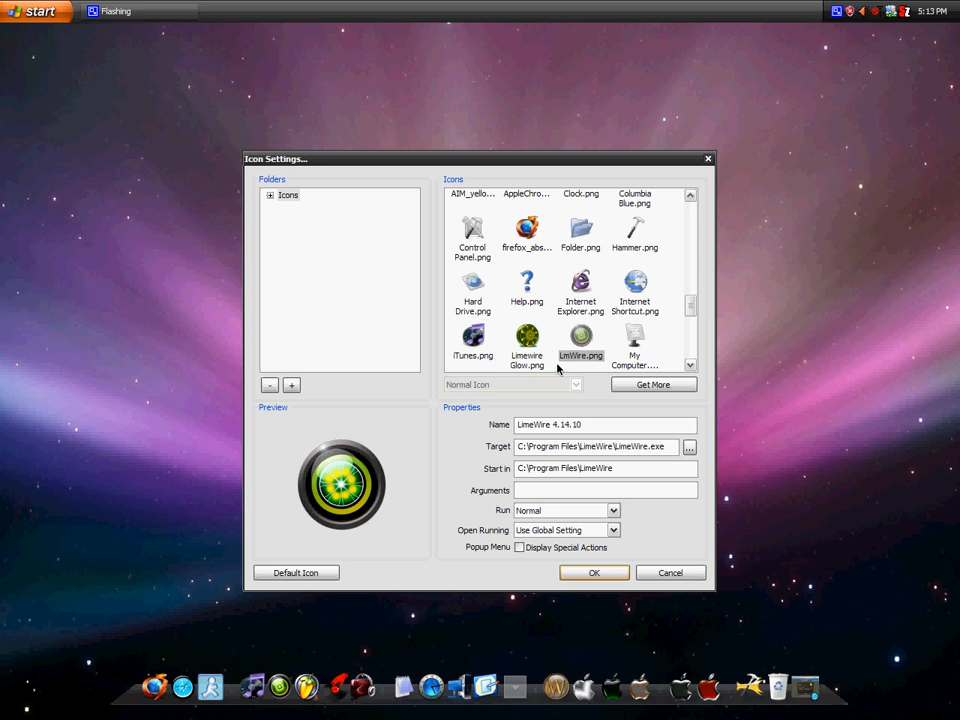 start
Flashing
5:13 PM
Icon Settings...
Folders
Icons
Icons
AIM_yello...
AppleChro...
Clock.png
Columbia
Blue.png
Control
Panel.png
firefox_abs...
Folder.png
Hammer.png
Hard
Drive.png
Help.png
Internet
Explorer.png
Internet
Shortcut.png
iTunes.png
Limewire
Glow.png
LmWire.png
My
Computer....
- +
Normal Icon
Get More
Preview
Properties
Name
LimeWire 4.14.10
Target
C:\Program Files\LimeWire\LimeWire.exe
...
Start in
C:\Program Files\LimeWire
Arguments
Run
Normal
Open Running
Use Global Setting
Popup Menu
Display Special Actions
Default Icon
OK
Cancel